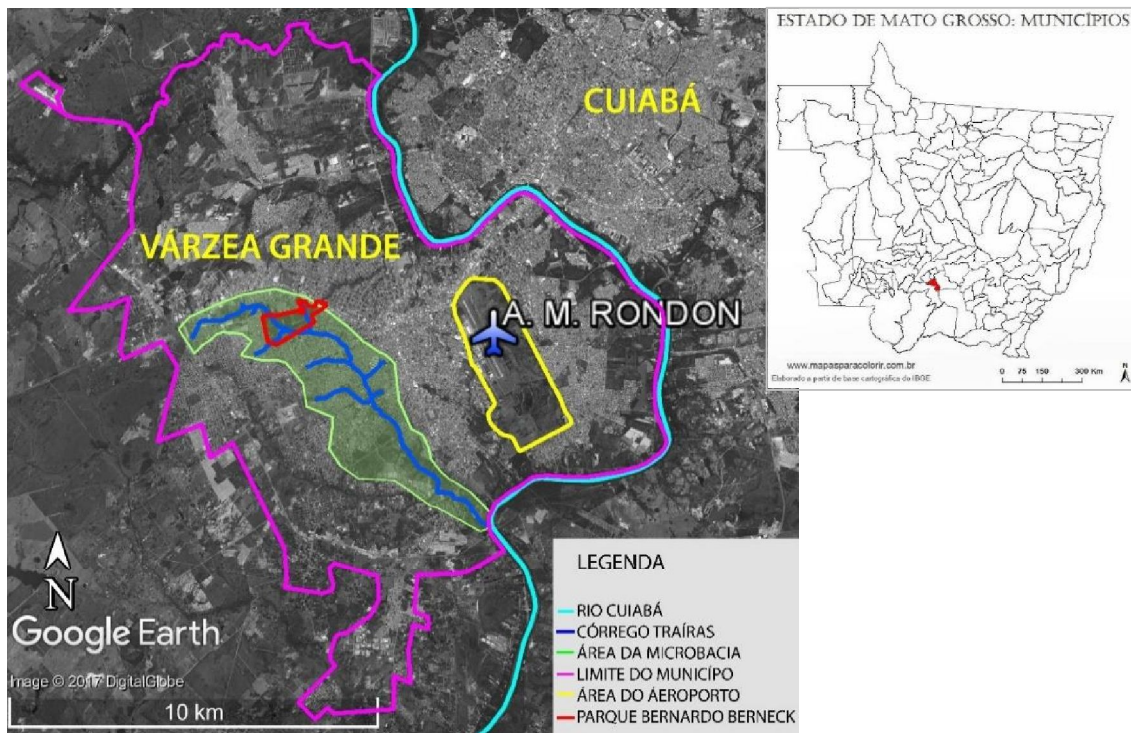 CUIABÁ
VÁRZEA GRANDE
A. M. RONDON
N
Google Earth
Image © 2017 DigitalGlobe
10 km
LEGENDA
RIO CUIABÁ
CÓRREGO TRAÍRAS
ÁREA DA MICROBACIA
LIMITE DO MUNICÍPO
ÁREA DO ÁEROPORTO
PARQUE BERNARDO BERNECK
ESTADO DE MATO GROSSO: MUNICÍPIOS
www.mapasparacolorir.com.br
Elaborado a partir de base cartográfica do IBGE
0 75 150 300 Km
N